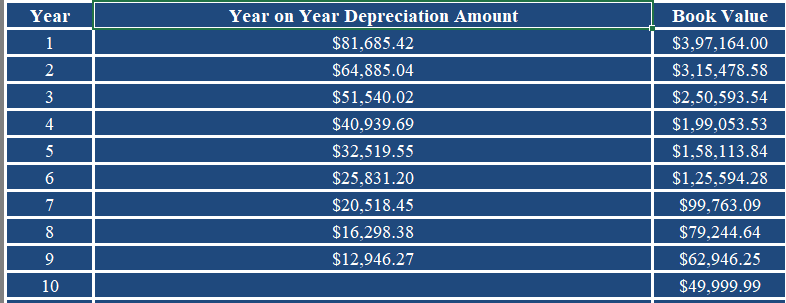 Year Year on Year Depreciation Amount Book Value
1 $81,685.42 $3,97,164.00
2 $64,885.04 $3,15,478.58
3 $51,540.02 $2,50,593.54
4 $40,939.69 $1,99,053.53
5 $32,519.55 $1,58,113.84
6 $25,831.20 $1,25,594.28
7 $20,518.45 $99,763.09
8 $16,298.38 $79,244.64
9 $12,946.27 $62,946.25
10 $49,999.99